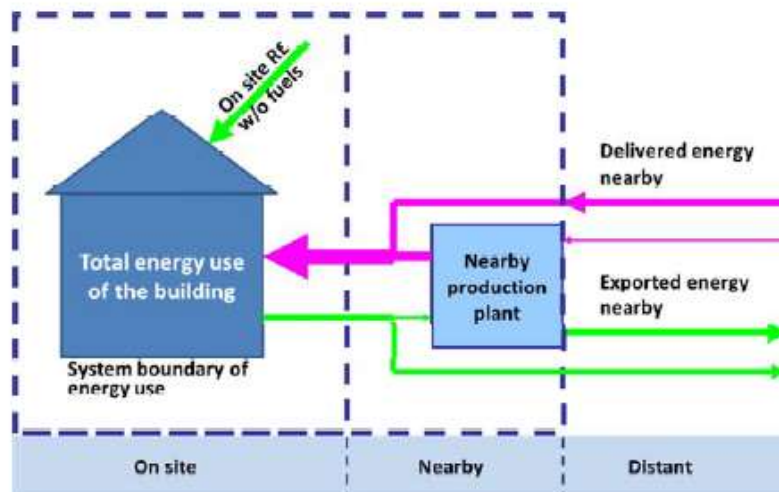 On site RE
w/o fuels
Delivered energy
nearby
Total energy use
of the building
Nearby
production
plant
Exported energy
nearby
System boundary of
energy use
On site
Nearby
Distant